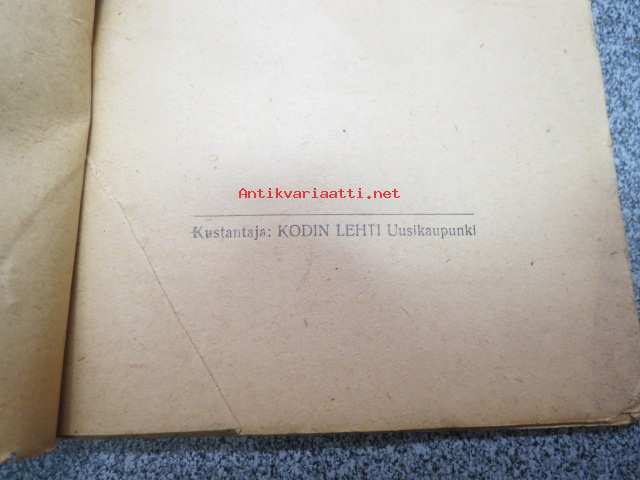 Antikvariaatti.net
Kustantaja: KODIN LEHTI Uusikaupunki